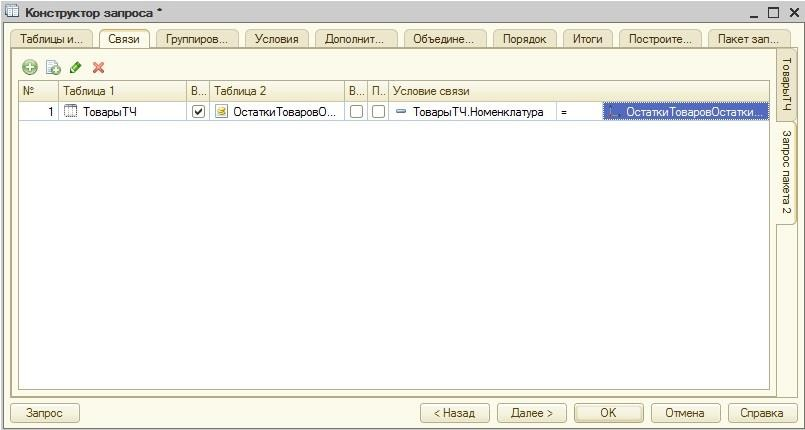 Конструктор запроса *
Таблицы и... Связи Группиров... Условия Дополнит... Объедине... Порядок Итоги Построите... Пакет зап...
№ Таблица 1 В... Таблица 2 В... П... Условие связи
1 ТоварыТЧ ОстаткиТоваровО... ТоварыТЧ.Номенклатура = ОстаткиТоваровОстатки...
ТоварыТЧ
Запрос пакета 2
Запрос < Назад Далее > OK Отмена Справка